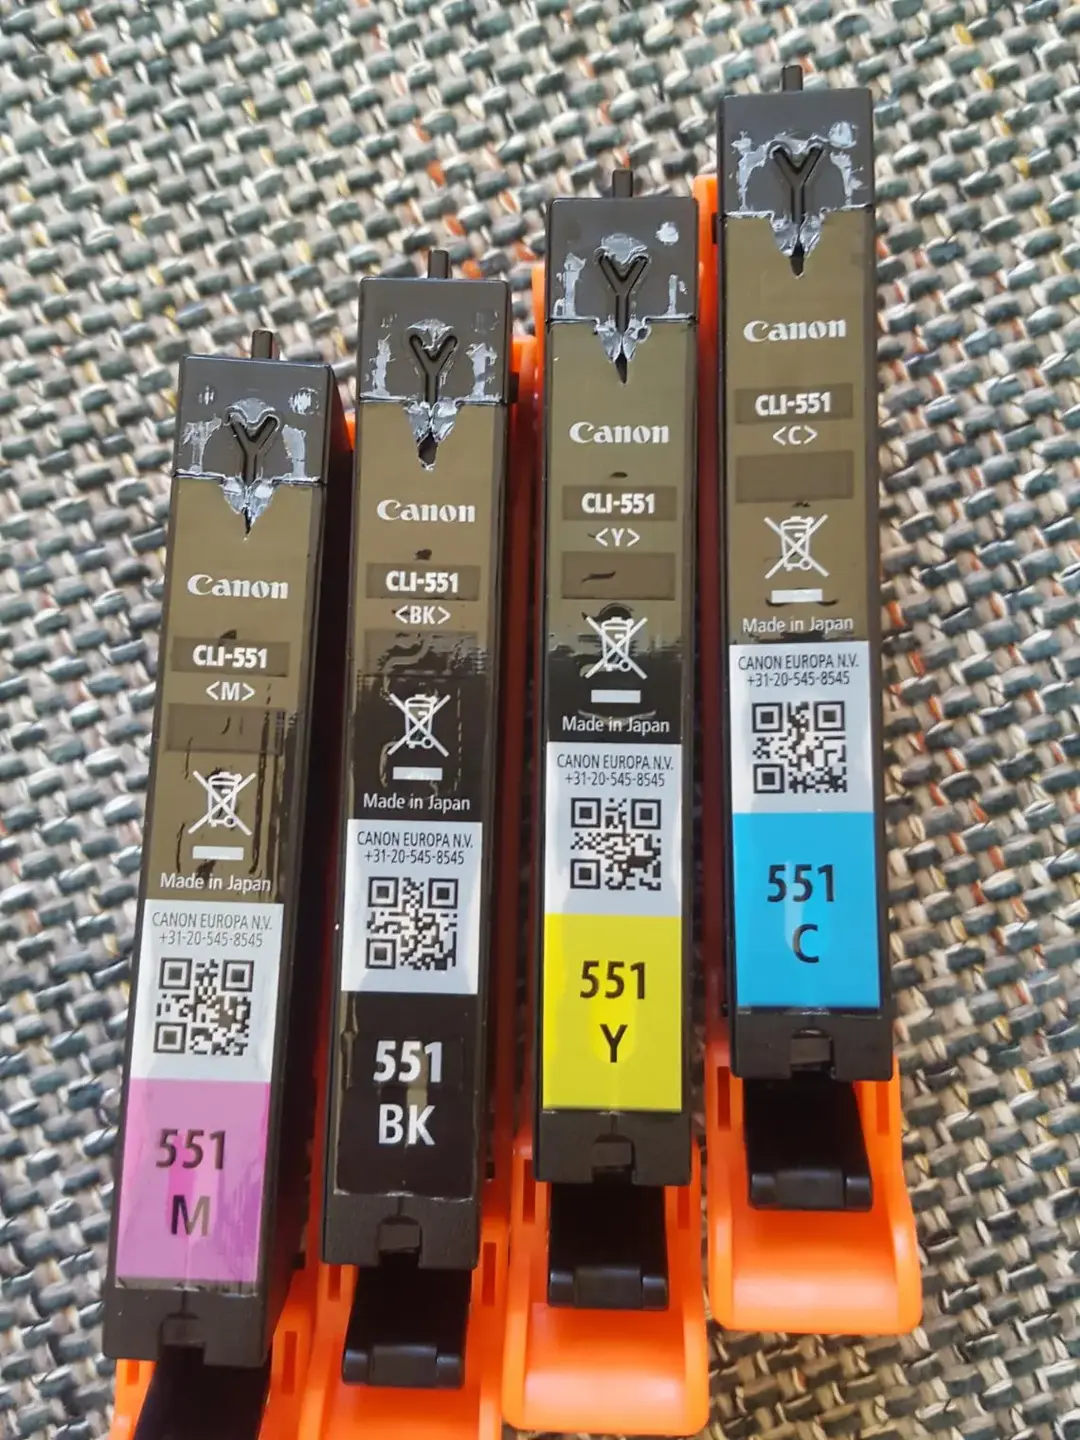 Canon
CLI-551
<M>
Made in Japan
CANON EUROPA N.V.
+31-20-545-8545
551
M
Canon
CLI-551
<BK>
Made in Japan
CANON EUROPA N.V.
+31-20-545-8545
551
BK
Canon
CLI-551
<Y>
Made in Japan
CANON EUROPA N.V.
+31-20-545-8545
551
Y
Canon
CLI-551
<C>
Made in Japan
CANON EUROPA N.V.
+31-20-545-8545
551
C